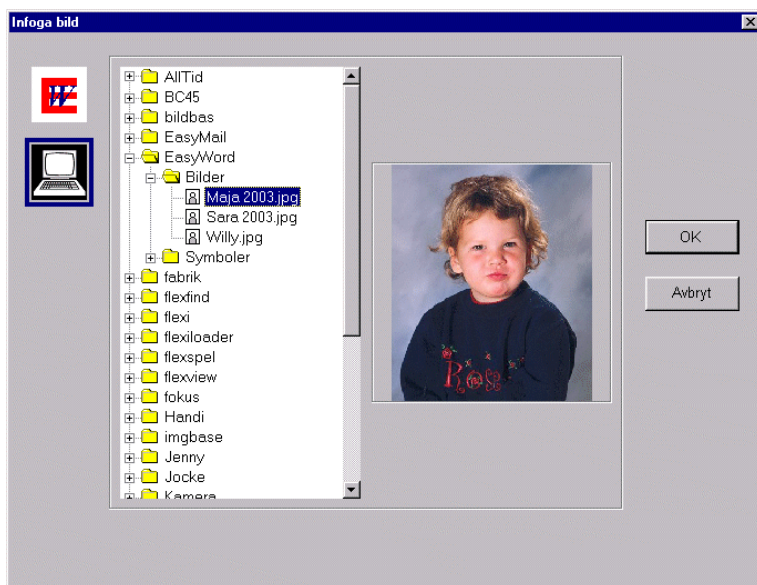 Infoga bild
W
AllTid
BC45
bildbas
EasyMail
EasyWord
Bilder
Maja 2003.jpg
Sara 2003.jpg
Willy.jpg
Symboler
fabrik
flexfind
flexi
flexiloader
flexspel
flexview
fokus
Handi
imgbase
Jenny
Jocke
Kamera
OK
Avbryt